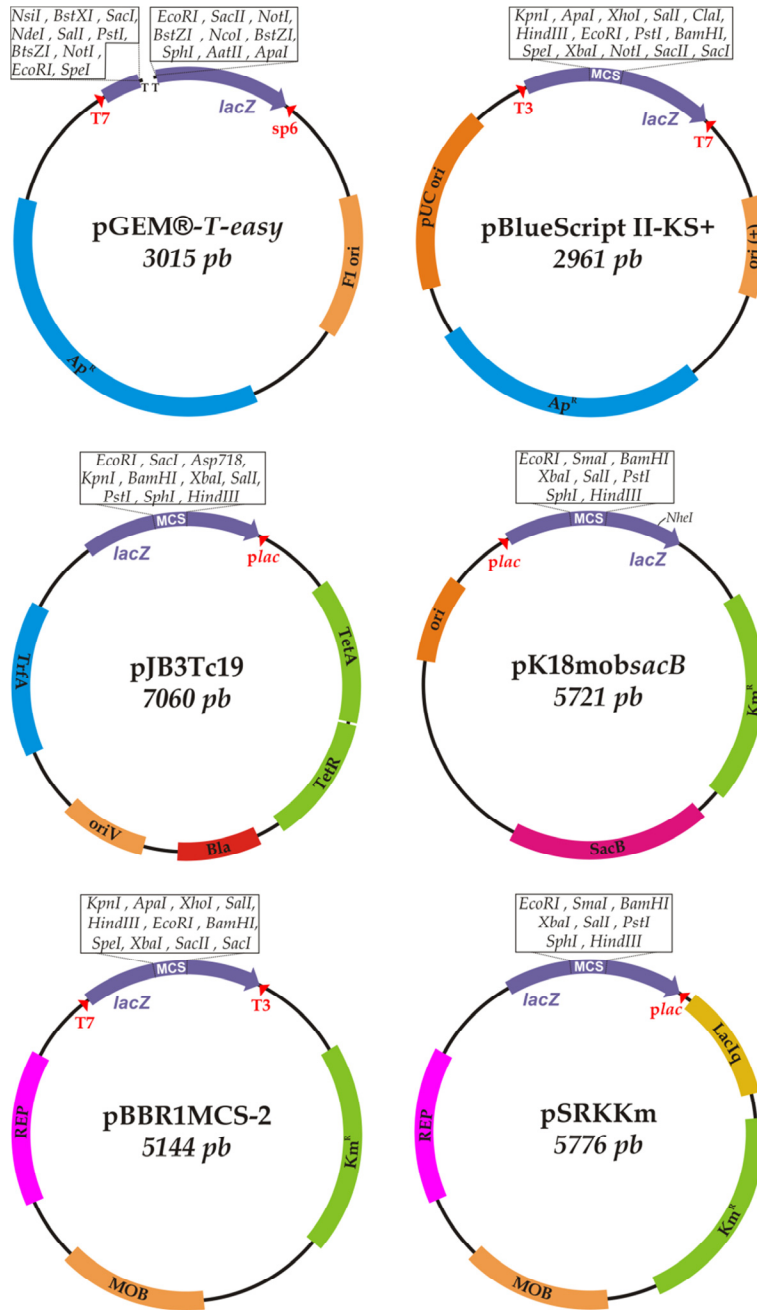 NsiI , BstXI , SacI,
NdeI , SalI , PstI,
BtsZI , NotI ,
EcoRI, SpeI
EcoRI, SacII , NotI,
BstZI , NcoI , BstZI,
SphI , AatII , ApaI
T T
T7
lacZ
sp6
pGEM®-T-easy
3015 pb
FI ori
Ap^R
KpnI , ApaI , XhoI , SalI , ClaI,
HindIII , EcoRI , PstI , BamHI,
SpeI , XbaI , NotI , SacII , SacI
MCS
T3
lacZ
T7
pUC ori
pBlueScript II-KS+
2961 pb
ori (+)
Ap^R
EcoRI , SacI , Asp718,
KpnI , BamHI , XbaI, SalI,
PstI , SphI , HindIII
MCS
lacZ
plac
TrfA
TetA
pJB3Tc19
7060 pb
TetR
oriV
Bla
EcoRI , SmaI , BamHI
XbaI , SalI , PstI
SphI , HindIII
MCS
NheI
plac
lacZ
ori
pK18mobsacB
5721 pb
Km^R
SacB
KpnI , ApaI , XhoI , SalI,
HindIII , EcoRI , BamHI,
SpeI, XbaI , SacII , SacI
MCS
lacZ
T7
T3
REP
pBBR1MCS-2
5144 pb
Km^R
MOB
EcoRI , SmaI , BamHI
XbaI , SalI , PstI
SphI , HindIII
MCS
lacZ
plac
LacIq
REP
pSRKKm
5776 pb
Km^R
MOB